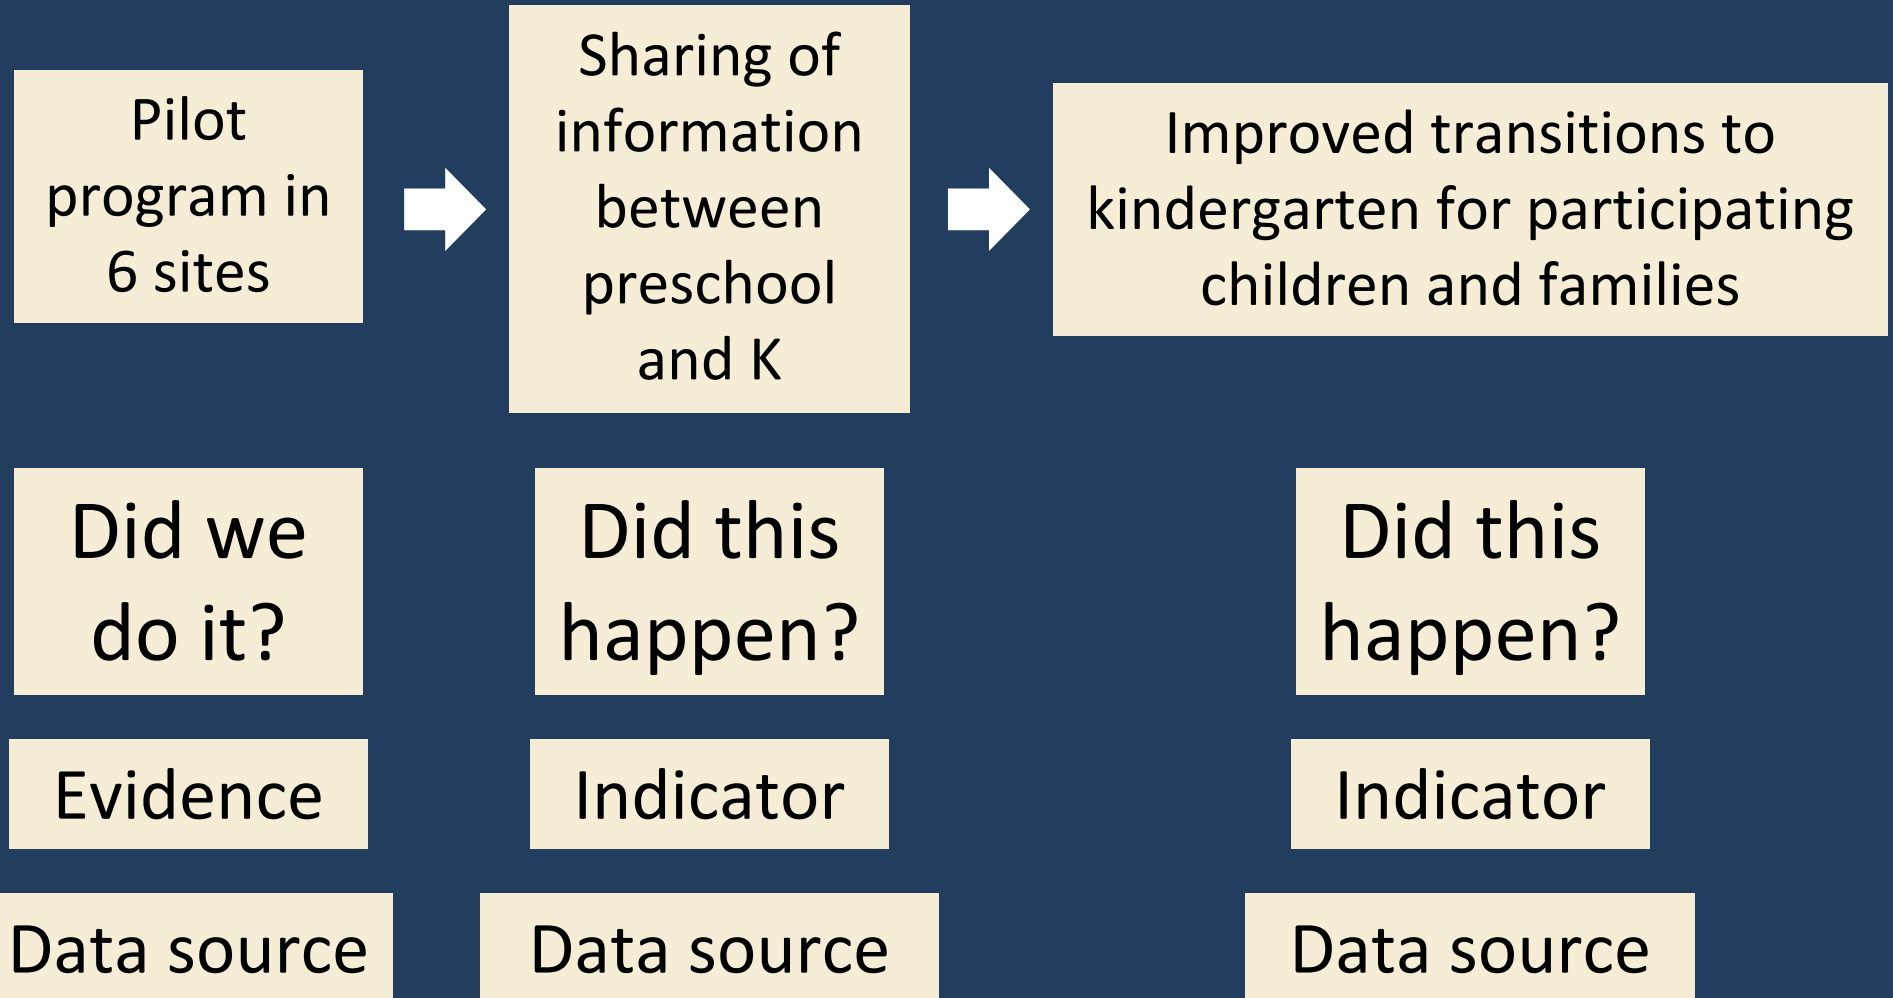 Pilot
program in
6 sites
Sharing of
information
between
preschool
and K
Improved transitions to
kindergarten for participating
children and families
Did we
do it?
Did this
happen?
Did this
happen?
Evidence
Indicator
Indicator
Data source
Data source
Data source